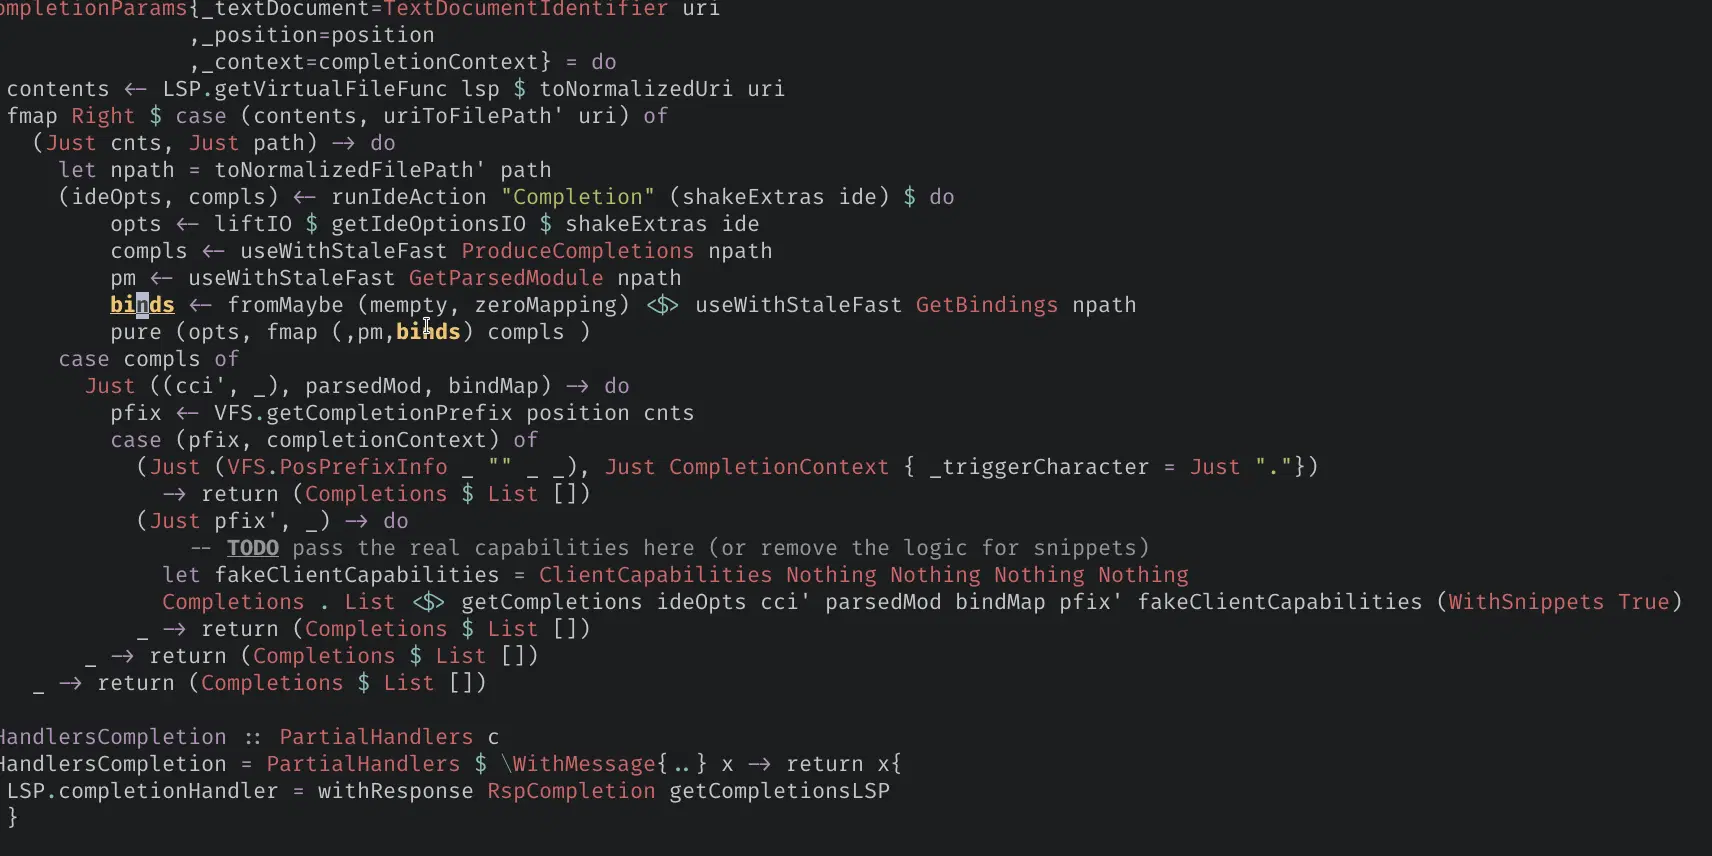 ompletionParams{_textDocument=TextDocumentIdentifier uri
,_position=position
,_context=completionContext} = do
contents <- LSP.getVirtualFileFunc lsp $ toNormalizedUri uri
fmap Right $ case (contents, uriToFilePath' uri) of
(Just cnts, Just path) -> do
let npath = toNormalizedFilePath' path
(ideOpts, compls) <- runIdeAction "Completion" (shakeExtras ide) $ do
opts <- liftIO $ getIdeOptionsIO $ shakeExtras ide
compls <- useWithStaleFast ProduceCompletions npath
pm <- useWithStaleFast GetParsedModule npath
binds <- fromMaybe (mempty, zeroMapping) <$> useWithStaleFast GetBindings npath
pure (opts, fmap (,pm,binds) compls )
case compls of
Just ((cci', _), parsedMod, bindMap) -> do
pfix <- VFS.getCompletionPrefix position cnts
case (pfix, completionContext) of
(Just (VFS.PosPrefixInfo _ "" _ _), Just CompletionContext { _triggerCharacter = Just "."})
-> return (Completions $ List [])
(Just pfix', _) -> do
-- TODO pass the real capabilities here (or remove the logic for snippets)
let fakeClientCapabilities = ClientCapabilities Nothing Nothing Nothing Nothing
Completions . List <$> getCompletions ideOpts cci' parsedMod bindMap pfix' fakeClientCapabilities (WithSnippets True)
_ -> return (Completions $ List [])
_ -> return (Completions $ List [])
_ -> return (Completions $ List [])
HandlersCompletion :: PartialHandlers c
HandlersCompletion = PartialHandlers $ \WithMessage{..} x -> return x{
LSP.completionHandler = withResponse RspCompletion getCompletionsLSP
}